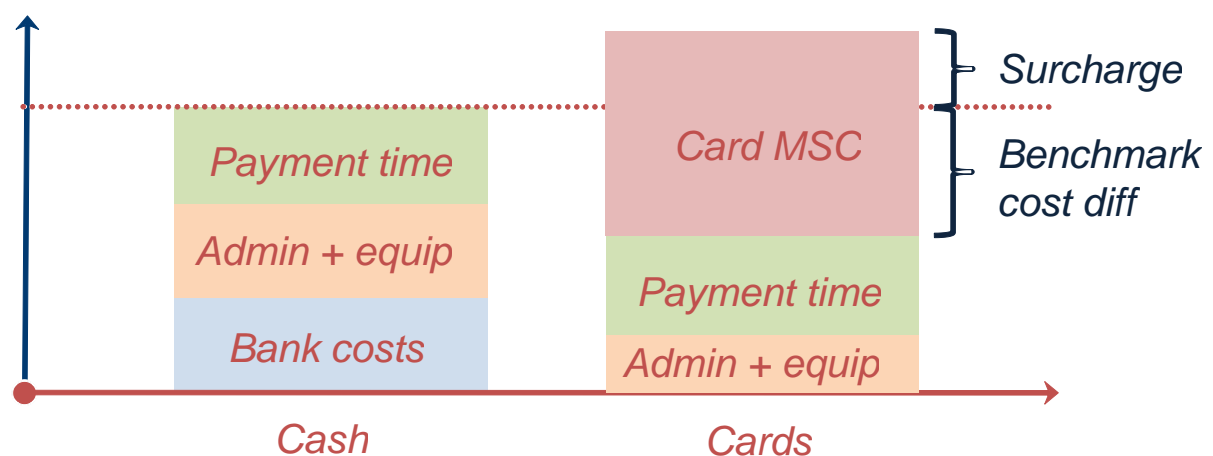 Surcharge
Card MSC
Payment time
Benchmark
cost diff
Admin + equip
Payment time
Bank costs
Admin + equip
Cash
Cards